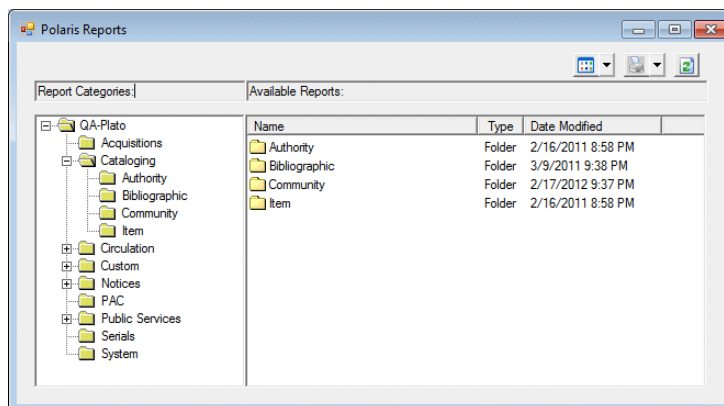 Polaris Reports
Report Categories: Available Reports:
QA-Plato
Acquisitions
Cataloging
Authority
Bibliographic
Community
Item
Circulation
Custom
Notices
PAC
Public Services
Serials
System
Name Type Date Modified
Authority Folder 2/16/2011 8:58 PM
Bibliographic Folder 3/9/2011 9:38 PM
Community Folder 2/17/2012 9:37 PM
Item Folder 2/16/2011 8:58 PM